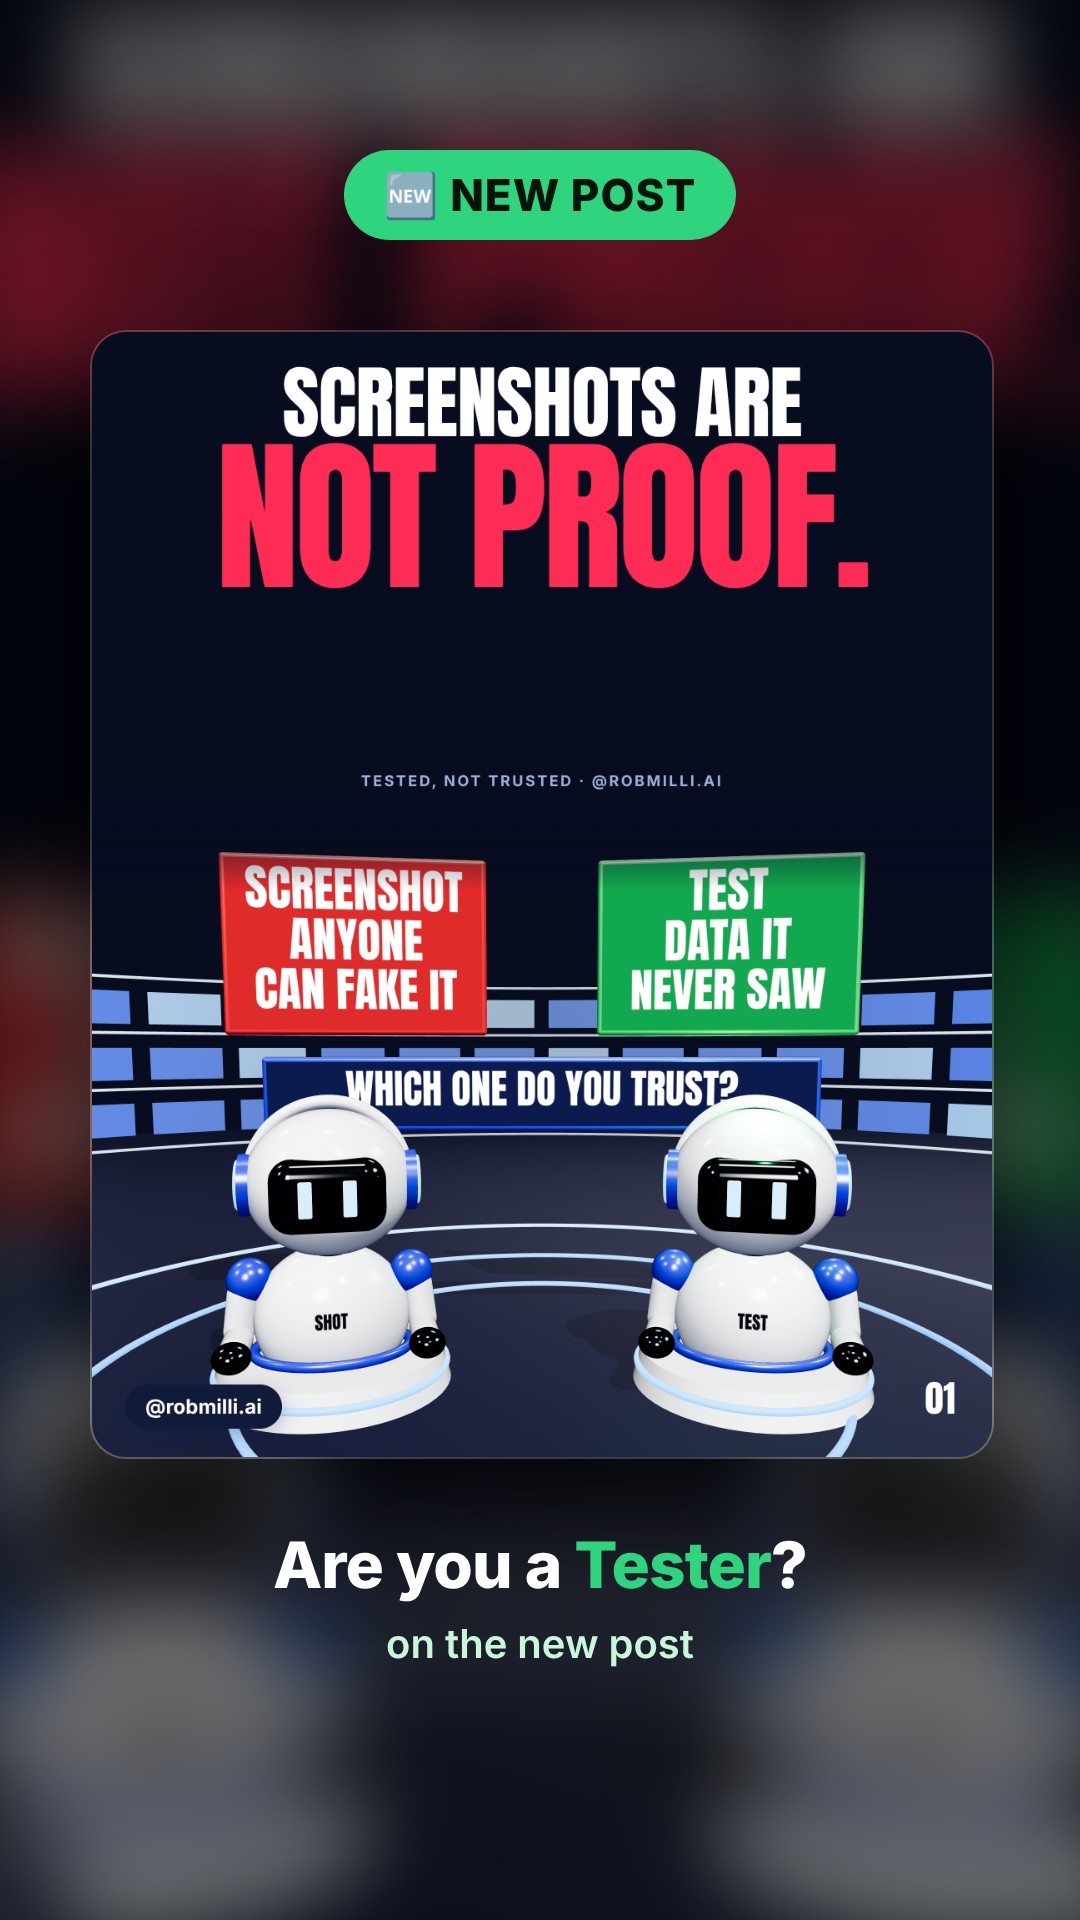 🆕 NEW POST
SCREENSHOTS ARE
NOT PROOF.
TESTED, NOT TRUSTED · @ROBMILLI.AI
SCREENSHOT
ANYONE
CAN FAKE IT
TEST
DATA IT
NEVER SAW
WHICH ONE DO YOU TRUST?
SHOT
TEST
@robmilli.ai
01
Are you a Tester?
on the new post